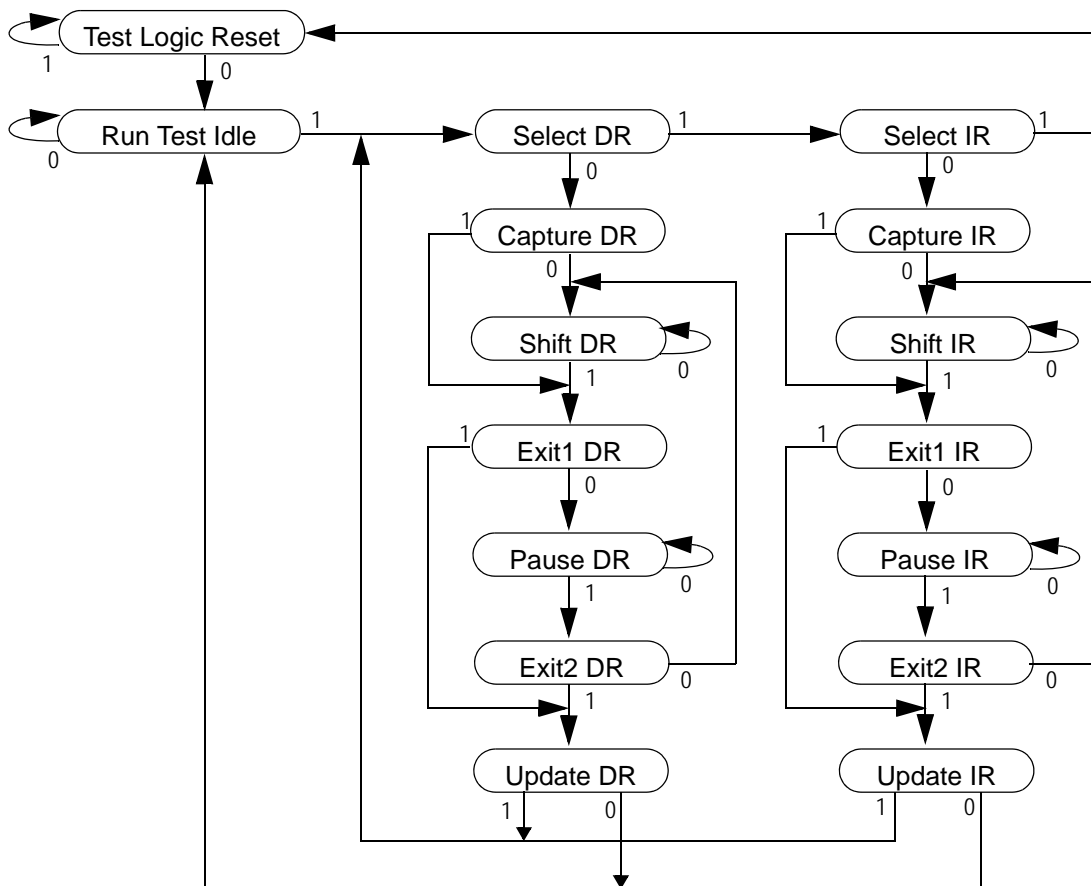 Test Logic Reset
1
0
Run Test Idle
0
1
Select DR
1
0
Select IR
1
0
Capture DR
1
0
Capture IR
1
0
Shift DR
0
1
Shift IR
0
1
Exit1 DR
1
0
Exit1 IR
1
0
Pause DR
0
1
Pause IR
0
1
Exit2 DR
0
1
Exit2 IR
0
1
Update DR
1
0
Update IR
1
0